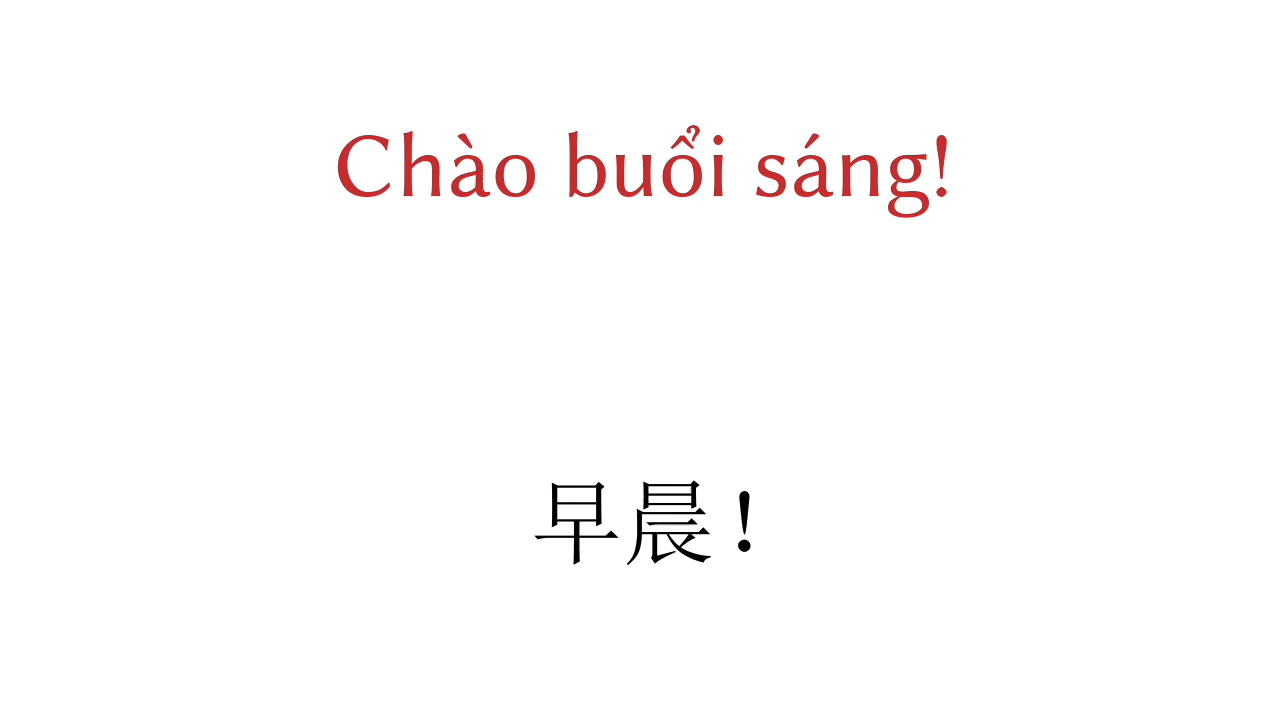 Chào buổi sáng!
早晨!